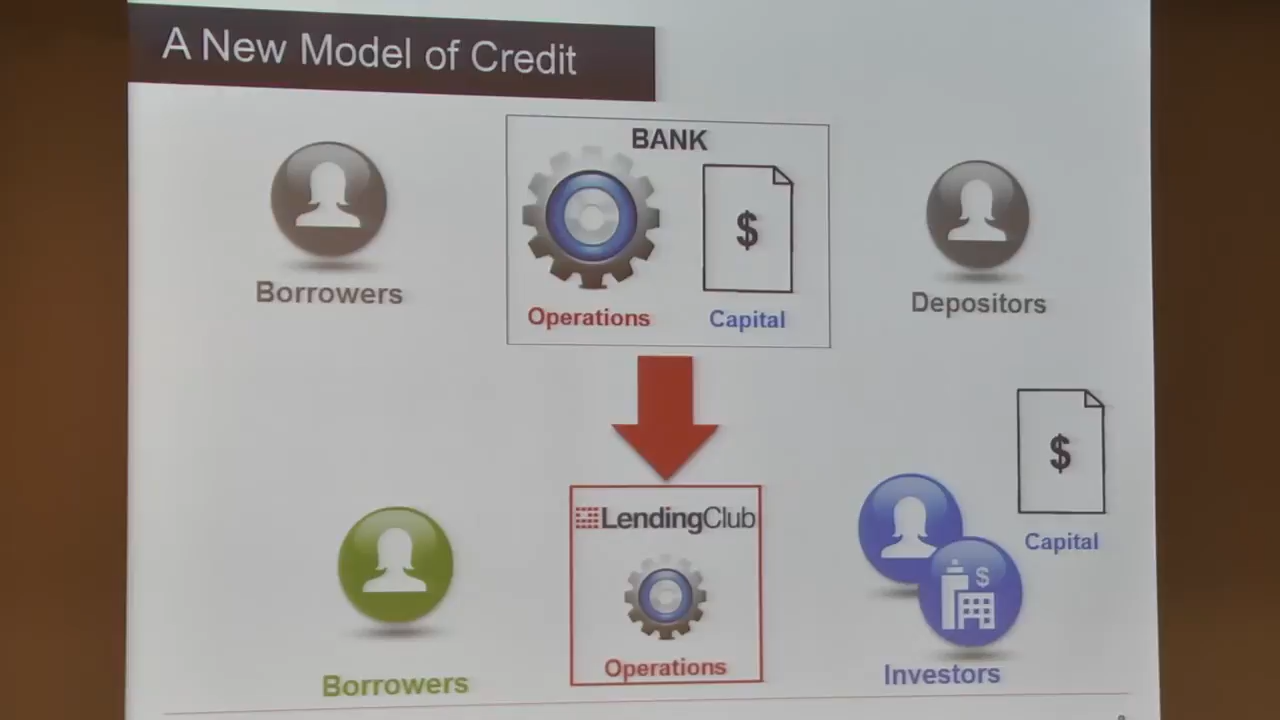 A New Model of Credit
BANK
$
Borrowers
Operations
Capital
Depositors
$
LendingClub
$
Capital
Borrowers
Operations
Investors